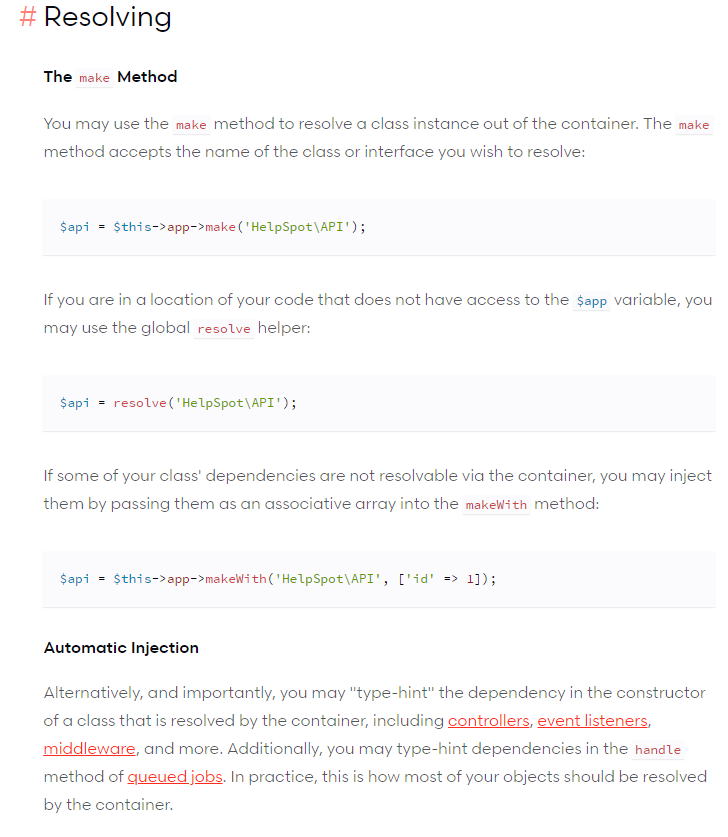 # Resolving
The make Method
You may use the make method to resolve a class instance out of the container. The make
method accepts the name of the class or interface you wish to resolve:
$api = $this->app->make('HelpSpot\API');
If you are in a location of your code that does not have access to the $app variable, you
may use the global resolve helper:
$api = resolve('HelpSpot\API');
If some of your class' dependencies are not resolvable via the container, you may inject
them by passing them as an associative array into the makeWith method:
$api = $this->app->makeWith('HelpSpot\API', ['id' => 1]);
Automatic Injection
Alternatively, and importantly, you may "type-hint" the dependency in the constructor
of a class that is resolved by the container, including controllers, event listeners,
middleware, and more. Additionally, you may type-hint dependencies in the handle
method of queued jobs. In practice, this is how most of your objects should be resolved
by the container.